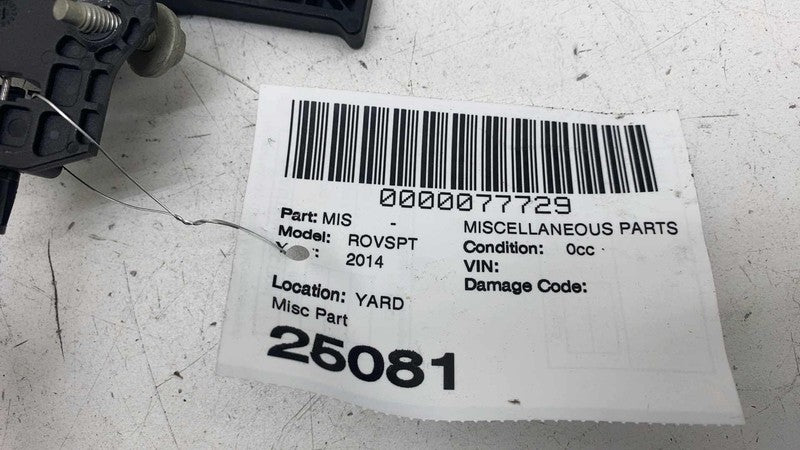 0000077729
Part: MIS - MISCELLANEOUS PARTS
Model: ROVSPT Condition: 0cc
: 2014 VIN:
Damage Code:
Location: YARD
Misc Part
25081